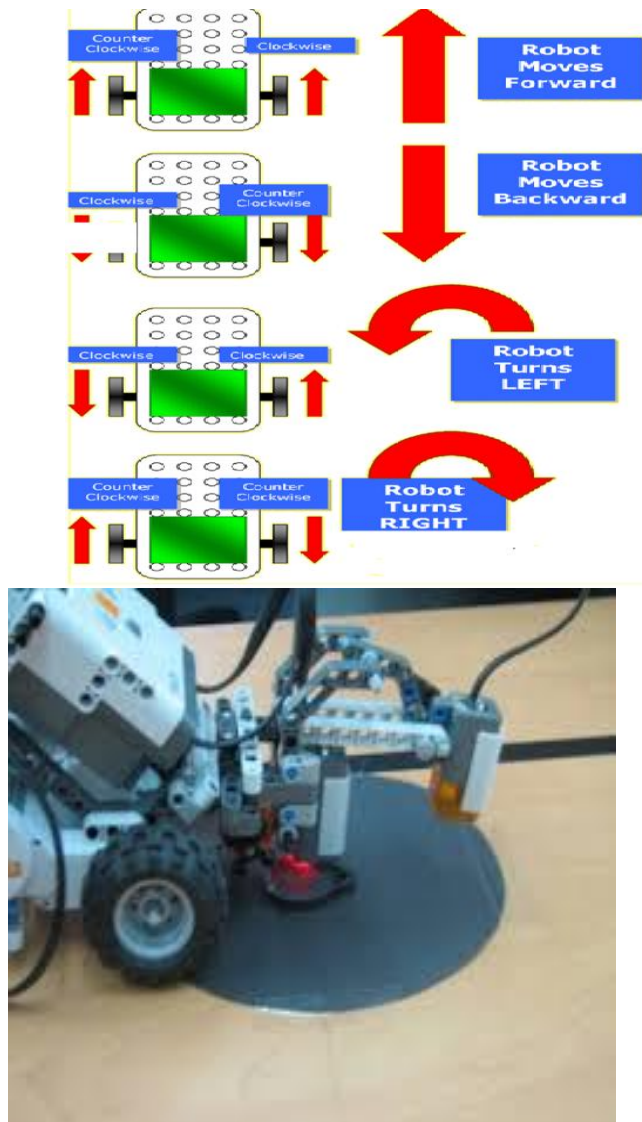 Counter
Clockwise
Clockwise
Robot
Moves
Forward
Clockwise
Counter
Clockwise
Robot
Moves
Backward
Clockwise
Clockwise
Robot
Turns
LEFT
Counter
Clockwise
Counter
Clockwise
Robot
Turns
RIGHT